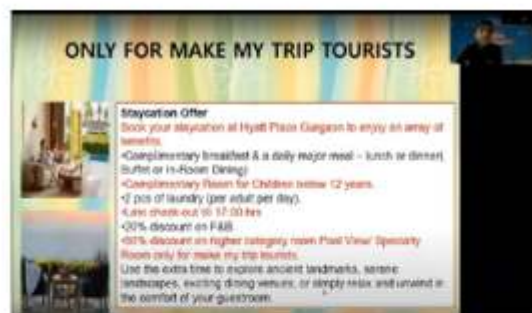 ONLY FOR MAKE MY TRIP TOURISTS
Staycation Offer
Book your staycation at Hyatt Place Gurgaon to enjoy an array of
benefits.
•Complimentary breakfast & a daily major meal – lunch or dinner(
Buffet or In-Room Dining)
•Complimentary Room for Children below 12 years.
•2 pcs of laundry (per adult per day).
•Late check-out til 17:00 hrs
•20% discount on F&B.
•50% discount on higher category room Pool View/ Specialty
Room only for make my trip tourists.
Use the extra time to explore ancient landmarks, serene
landscapes, exciting dining venues, or simply relax and unwind in
the comfort of your guestroom.